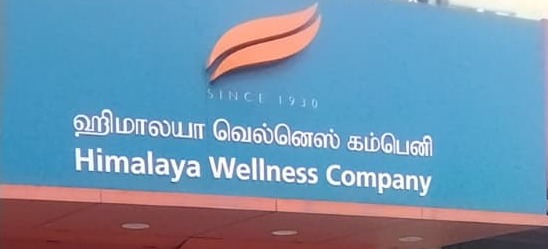 SINCE 1930
ஹிமாலயா வெல்னெஸ் கம்பெனி
Himalaya Wellness Company